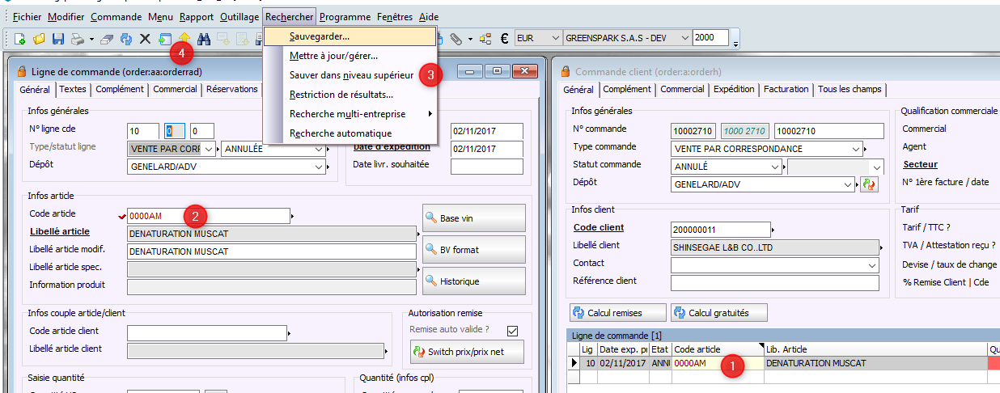 Fichier Modifier Commande Menu Rapport Outillage Rechercher Programme Fenêtres Aide
EUR GREENSPARK S.A.S - DEV 2000
4
Sauvegarder...
Mettre à jour/gérer...
Sauver dans niveau supérieur 3
Restriction de résultats...
Recherche multi-entreprise
Recherche automatique
Ligne de commande (order:aa:orderrad)
Général Textes Complément Commercial Réservations
Infos générales
N° ligne cde 10 0 0 02/11/2017
Type/statut ligne VENTE PAR CORF ANNULÉE Date d'expédition 02/11/2017
Dépôt GENELARD/ADV Date livr. souhaitée
Infos article
Code article 0000AM 2 Base vin
Libellé article DENATURATION MUSCAT
Libellé article modif. DENATURATION MUSCAT BV format
Libellé article spec.
Information produit Historique
Infos couple article/client Autorisation remise
Code article client Remise auto valide ?
Libellé article client Switch prix/prix net
Saisie quantité Quantité (infos cpl)
Commande client (order:a:orderh)
Général Complément Commercial Expédition Facturation Tous les champs
Infos générales Qualification commerciale
N° commande 10002710 1000 2710 10002710 Commercial
Type commande VENTE PAR CORRESPONDANCE Agent
Statut commande ANNULÉ Secteur
Dépôt GENELARD/ADV N° 1ère facture / date
Infos client Tarif
Code client 200000011 Tarif / TTC ?
Libellé client SHINSEGAE L&B CO..LTD TVA / Attestation reçu ?
Contact Devise / taux de change
Référence client % Remise Client | Cde
Calcul remises Calcul gratuités
Ligne de commande [1]
Lig Date exp. pi Etat Code article Lib. Article Qu
10 02/11/2017 ANNI 0000AM 1 DENATURATION MUSCAT